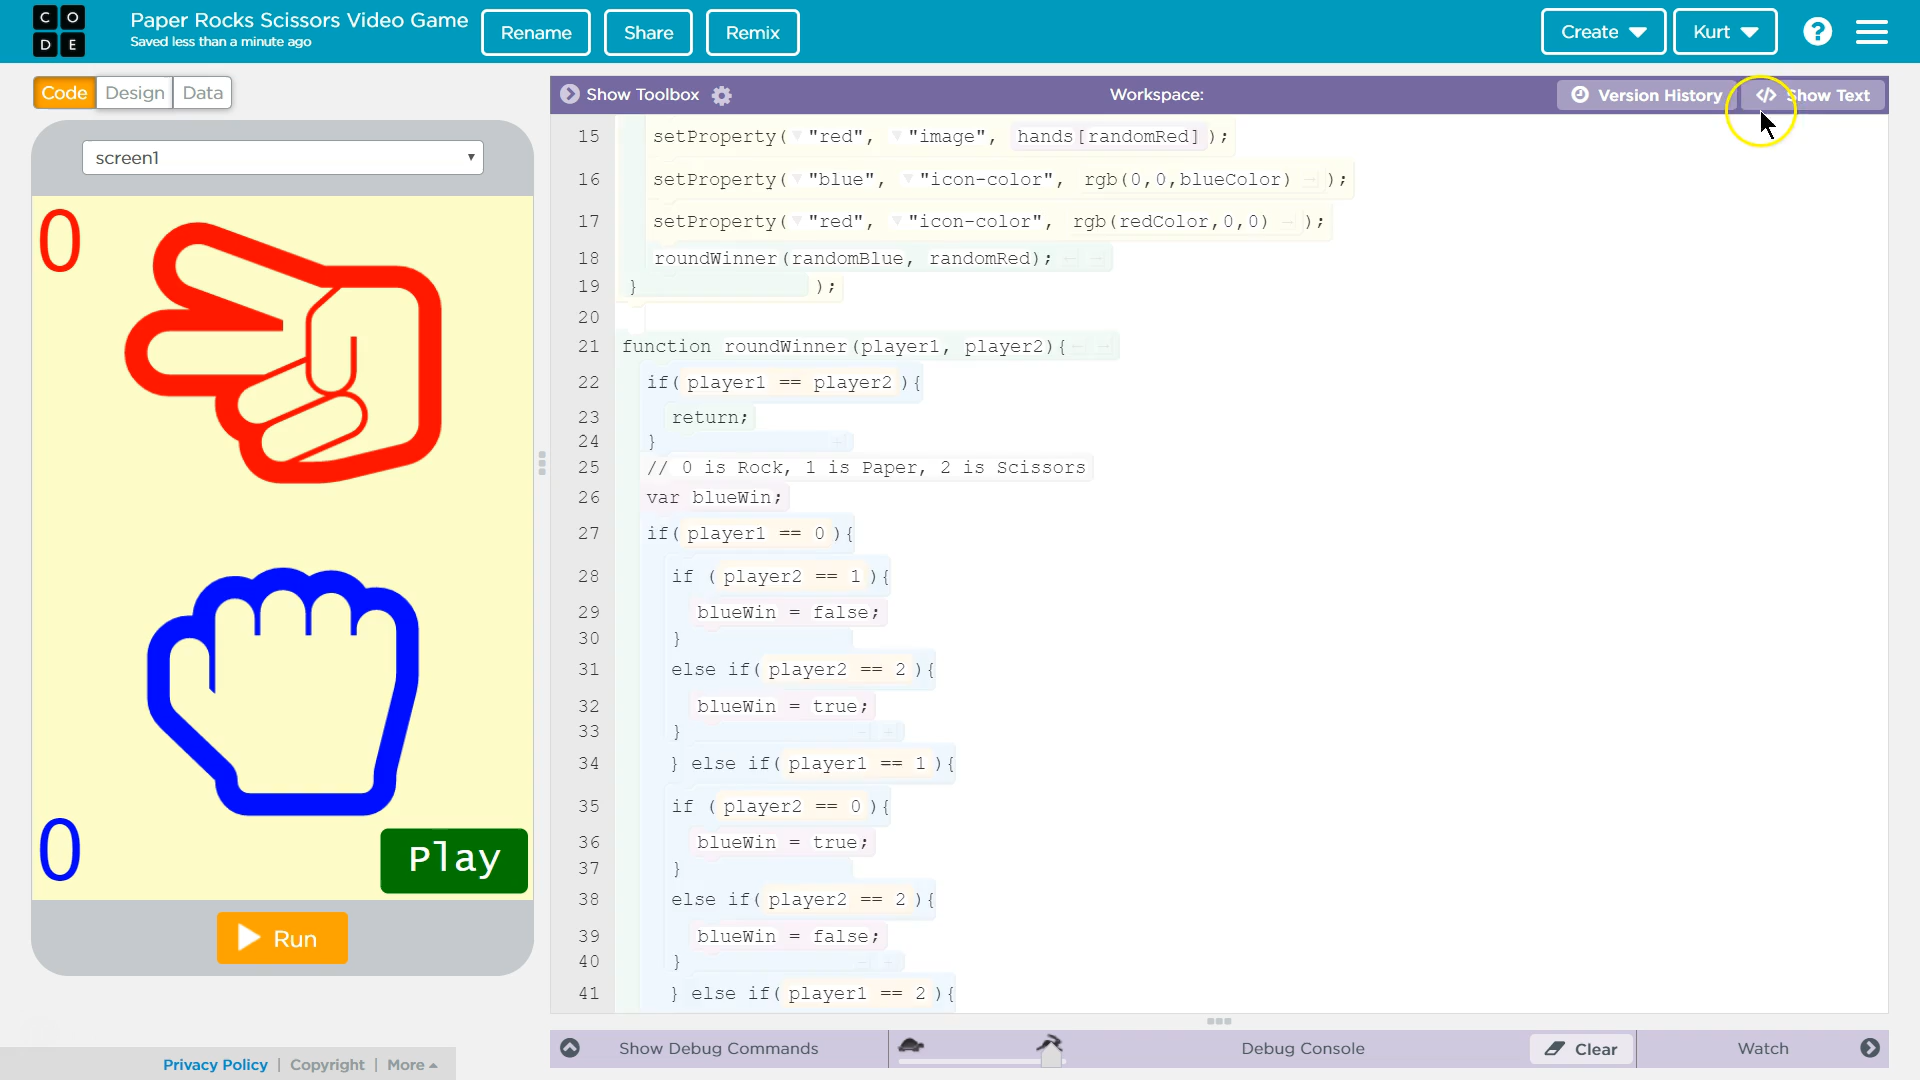 C O
D E
Paper Rocks Scissors Video Game
Saved less than a minute ago
Rename
Share
Remix
Create
Kurt
?
Code
Design
Data
Show Toolbox
Workspace:
Version History
</> Show Text
screen1
0
0
Play
Run
15 setProperty( "red", "image", hands[randomRed] );
16 setProperty( "blue", "icon-color", rgb(0,0,blueColor) );
17 setProperty( "red", "icon-color", rgb(redColor,0,0) );
18 roundWinner(randomBlue, randomRed);
19 } );
20
21 function roundWinner(player1, player2){
22 if( player1 == player2 ){
23 return;
24 }
25 // 0 is Rock, 1 is Paper, 2 is Scissors
26 var blueWin;
27 if( player1 == 0 ){
28 if ( player2 == 1 ){
29 blueWin = false;
30 }
31 else if( player2 == 2 ){
32 blueWin = true;
33 }
34 } else if( player1 == 1 ){
35 if ( player2 == 0 ){
36 blueWin = true;
37 }
38 else if( player2 == 2 ){
39 blueWin = false;
40 }
41 } else if( player1 == 2 ){
Show Debug Commands
Debug Console
Clear
Watch
Privacy Policy | Copyright | More